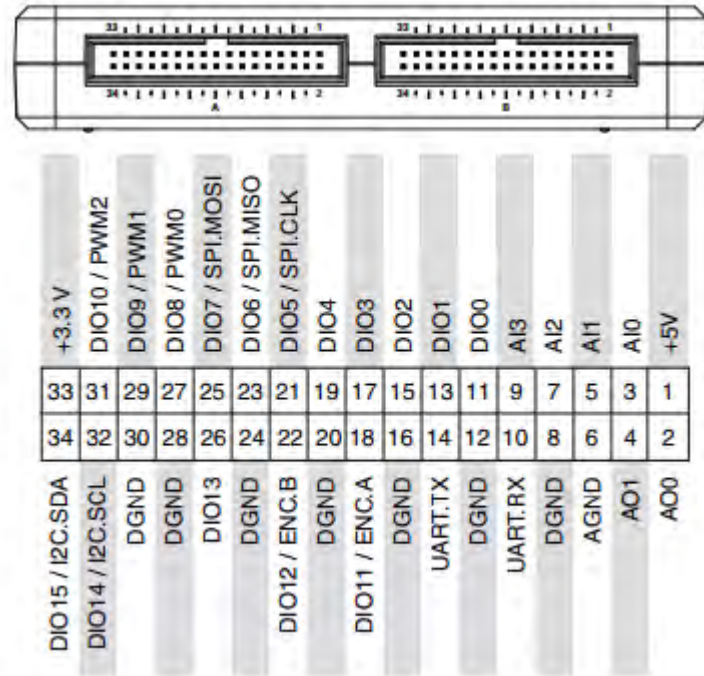 33 1 33 1
34 2 34 2
A B
+3.3 V
DIO10 / PWM2
DIO9 / PWM1
DIO8 / PWM0
DIO7 / SPI.MOSI
DIO6 / SPI.MISO
DIO5 / SPI.CLK
DIO4
DIO3
DIO2
DIO1
DIO0
AI3
AI2
AI1
AI0
+5V
33 31 29 27 25 23 21 19 17 15 13 11 9 7 5 3 1
34 32 30 28 26 24 22 20 18 16 14 12 10 8 6 4 2
DIO15 / I2C.SDA
DIO14 / I2C.SCL
DGND
DGND
DIO13
DGND
DIO12 / ENC.B
DGND
DIO11 / ENC.A
DGND
UART.TX
DGND
UART.RX
DGND
AGND
AO1
AO0